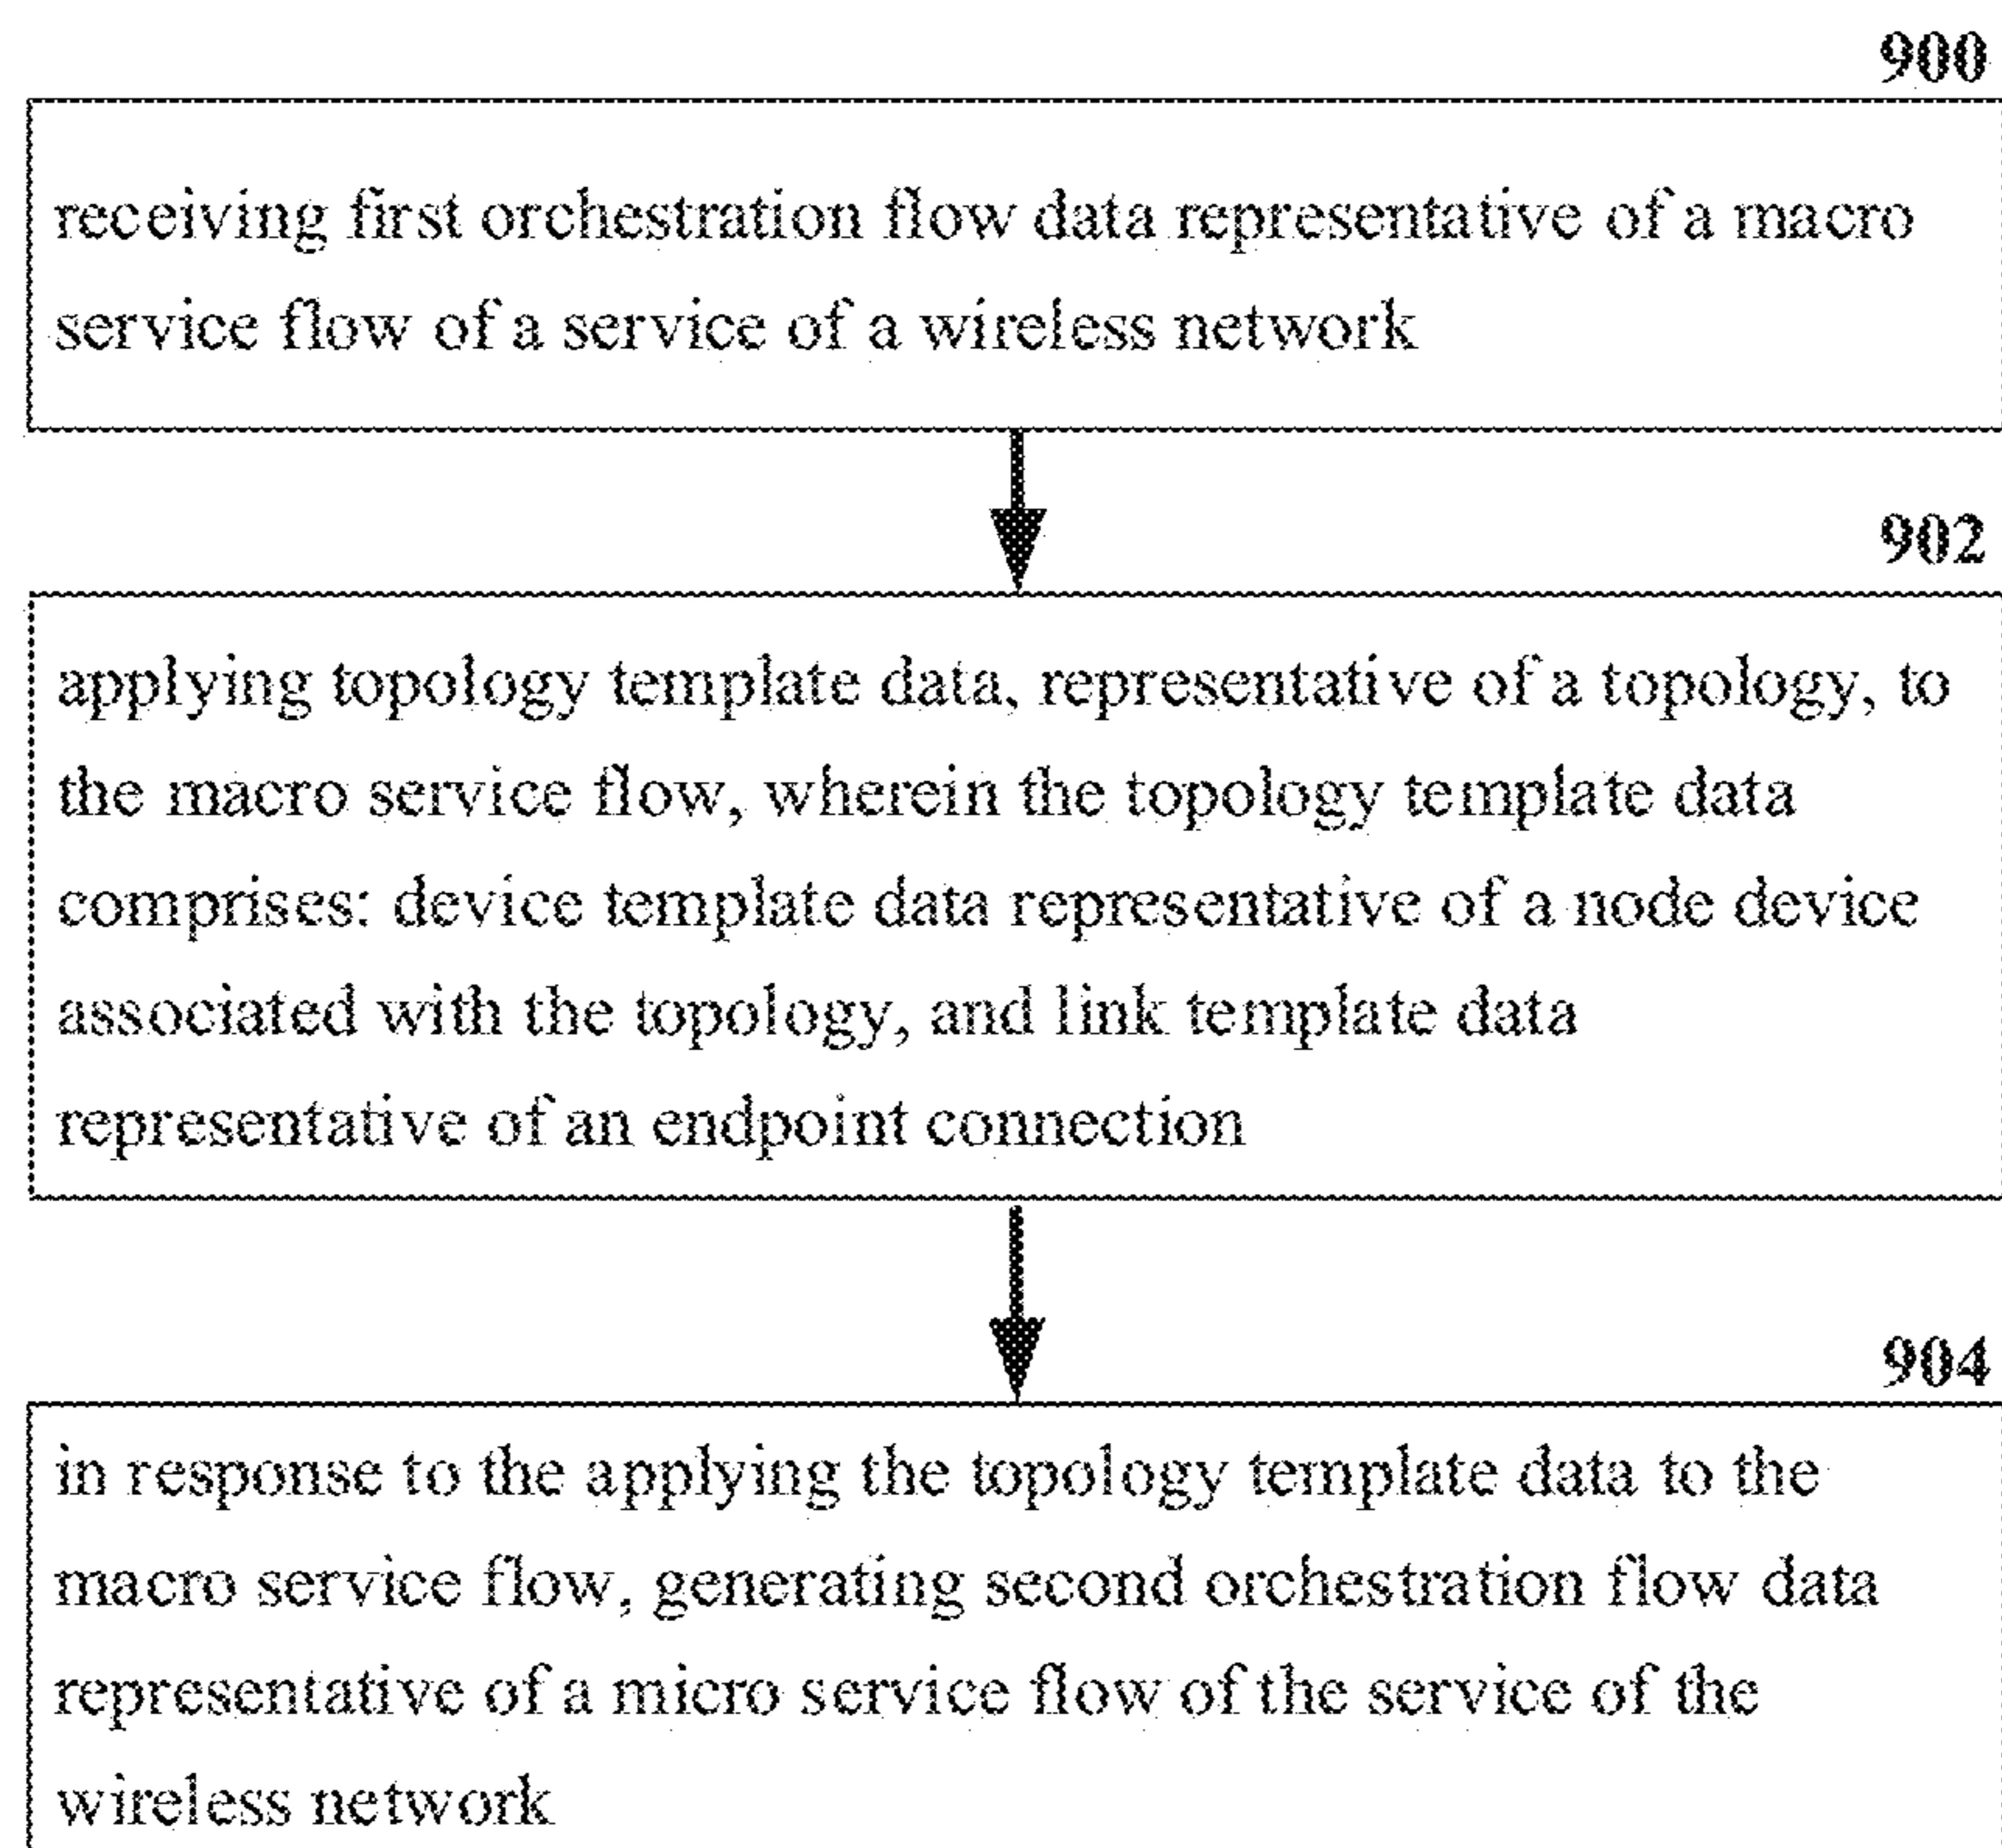 900
receiving first orchestration flow data representative of a macro
service flow of a service of a wireless network
902
applying topology template data, representative of a topology, to
the macro service flow, wherein the topology template data
comprises: device template data representative of a node device
associated with the topology, and link template data
representative of an endpoint connection
904
in response to the applying the topology template data to the
macro service flow, generating second orchestration flow data
representative of a micro service flow of the service of the
wireless network